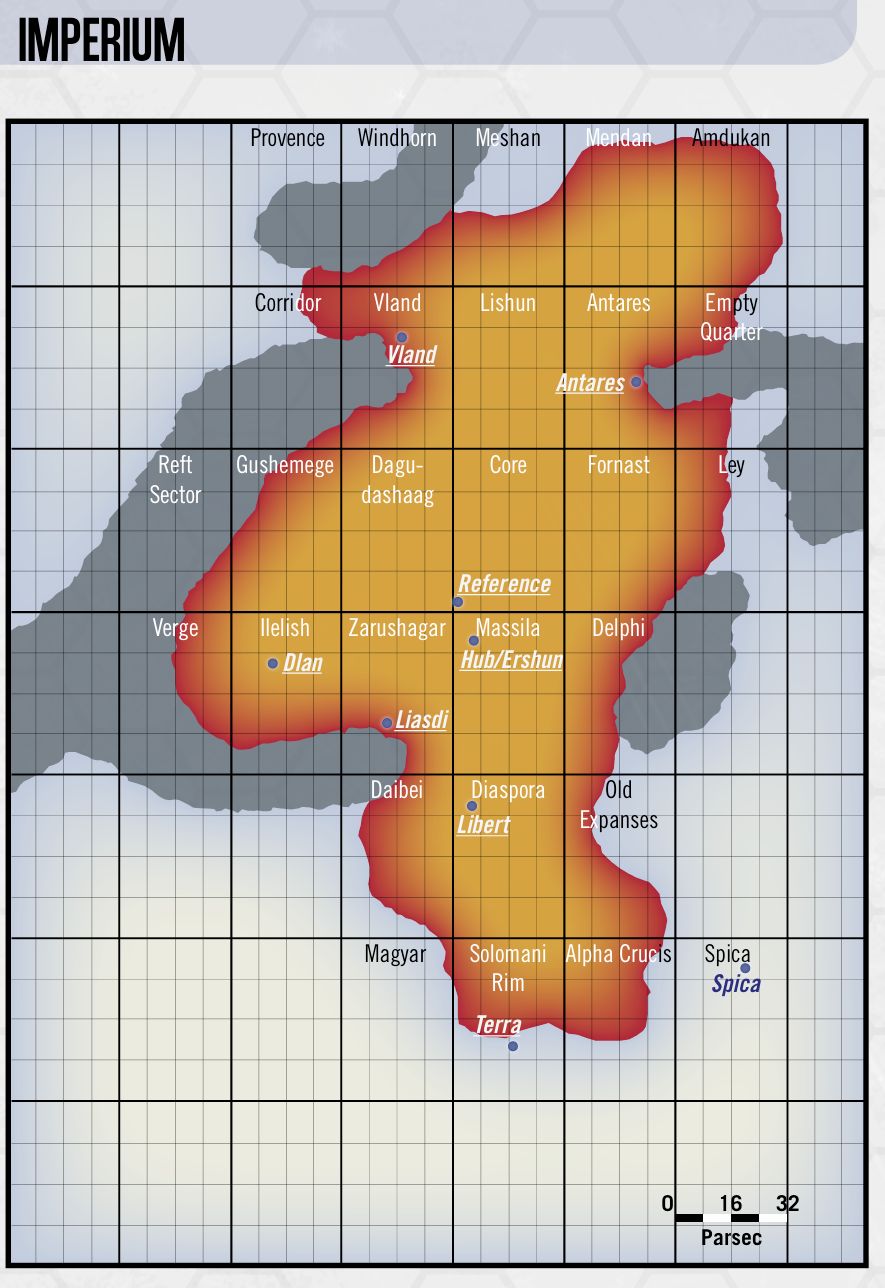 IMPERIUM
Provence
Windhorn
Meshan
Mendan
Amdukan
Corridor
Vland
Lishun
Antares
Empty
Quarter
Vland
Antares
Reft
Sector
Gushemege
Dagu-
dashaag
Core
Fornast
Ley
Reference
Verge
Ilelish
Zarushagar
Massila
Delphi
Dlan
Hub/Ershun
Liasdi
Daibei
Diaspora
Old
Expanses
Libert
Magyar
Solomani
Rim
Alpha Crucis
Spica
Spica
Terra
0 16 32
Parsec